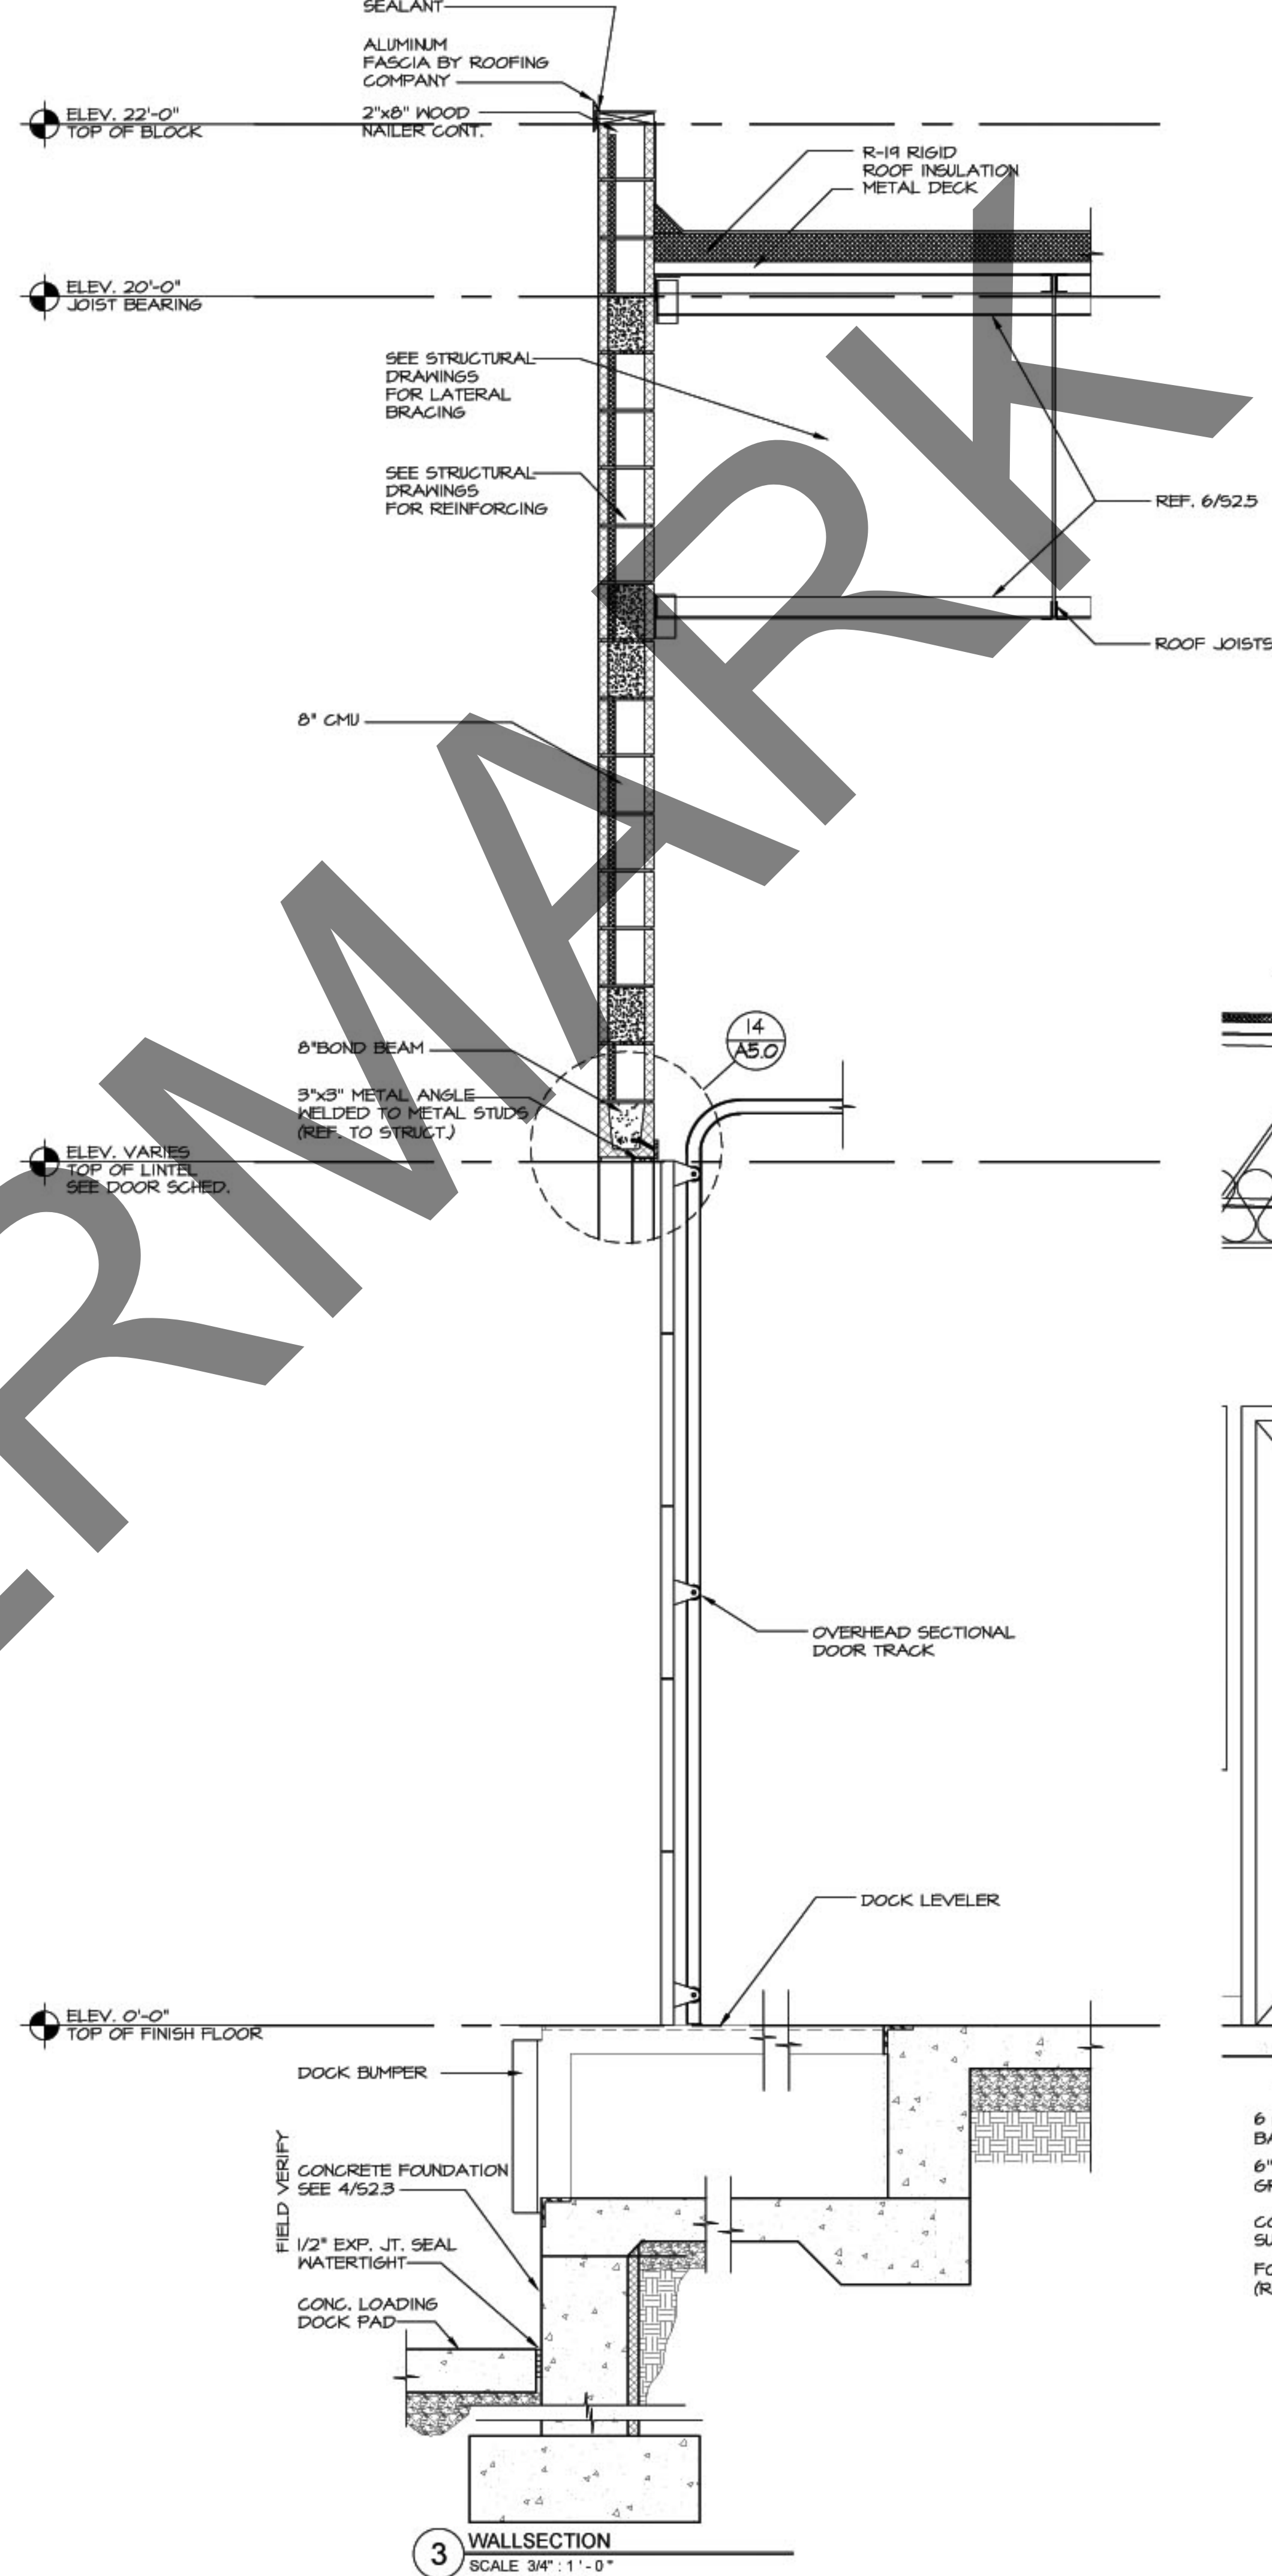 SEALANT
ALUMINUM
FASCIA BY ROOFING
COMPANY
ELEV. 22'-0"
TOP OF BLOCK
2"x8" WOOD
NAILER CONT.
R-19 RIGID
ROOF INSULATION
METAL DECK
ELEV. 20'-0"
JOIST BEARING
SEE STRUCTURAL
DRAWINGS
FOR LATERAL
BRACING
SEE STRUCTURAL
DRAWINGS
FOR REINFORCING
REF. 6/S2.5
ROOF JOISTS
8" CMU
14
A5.0
8"BOND BEAM
3"x3" METAL ANGLE
WELDED TO METAL STUDS
(REF. TO STRUCT.)
ELEV. VARIES
TOP OF LINTEL
SEE DOOR SCHED.
OVERHEAD SECTIONAL
DOOR TRACK
DOCK LEVELER
ELEV. 0'-0"
TOP OF FINISH FLOOR
DOCK BUMPER
FIELD VERIFY
CONCRETE FOUNDATION
SEE 4/S2.3
1/2" EXP. JT. SEAL
WATERTIGHT
CONC. LOADING
DOCK PAD
6
6"
3
WALLSECTION
SCALE 3/4" : 1 ' - 0 "
ERMARK